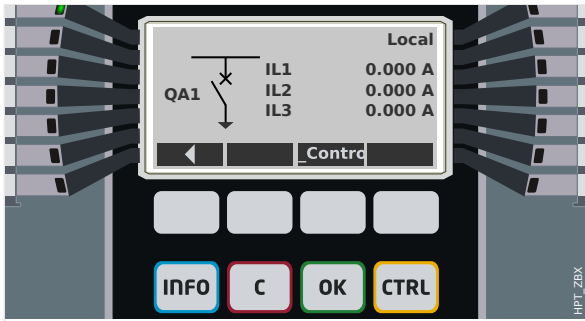 Local
IL1 0.000 A
QA1
IL2 0.000 A
IL3 0.000 A
_Contro
INFO C OK CTRL
HPT_ZBX